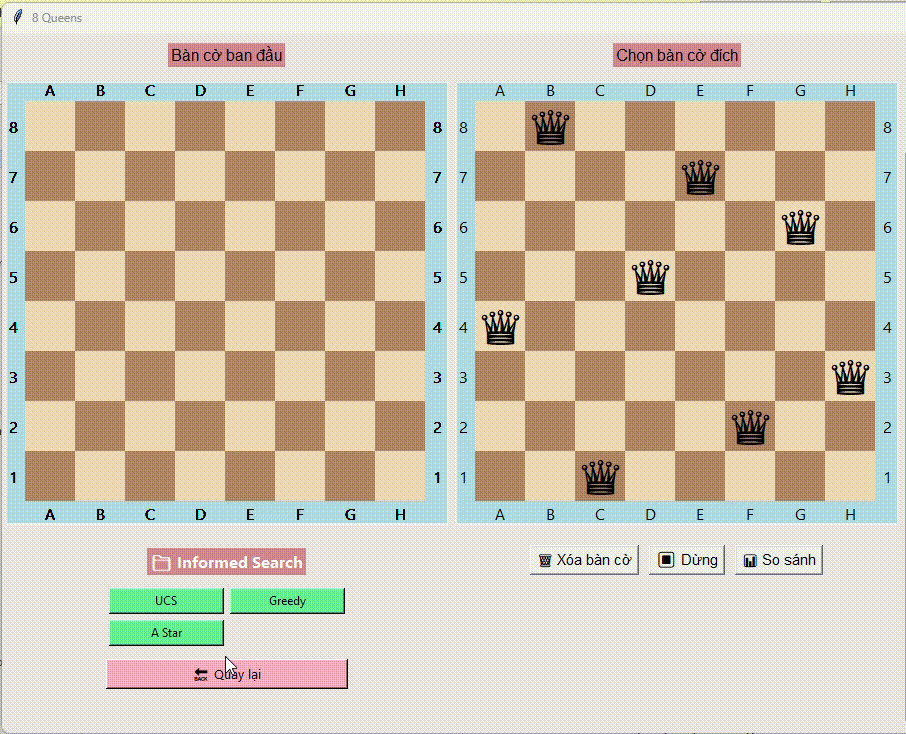 8 Queens
Bàn cờ ban đầu
Chọn bàn cờ đích
A B C D E F G H
A B C D E F G H
8 8
8 8
7 7
7 7
6 6
6 6
5 5
5 5
4 4
4 4
3 3
3 3
2 2
2 2
1 1
1 1
A B C D E F G H
A B C D E F G H
Informed Search
Xóa bàn cờ
Dừng
So sánh
UCS
Greedy
A Star
BACK
Quay lại